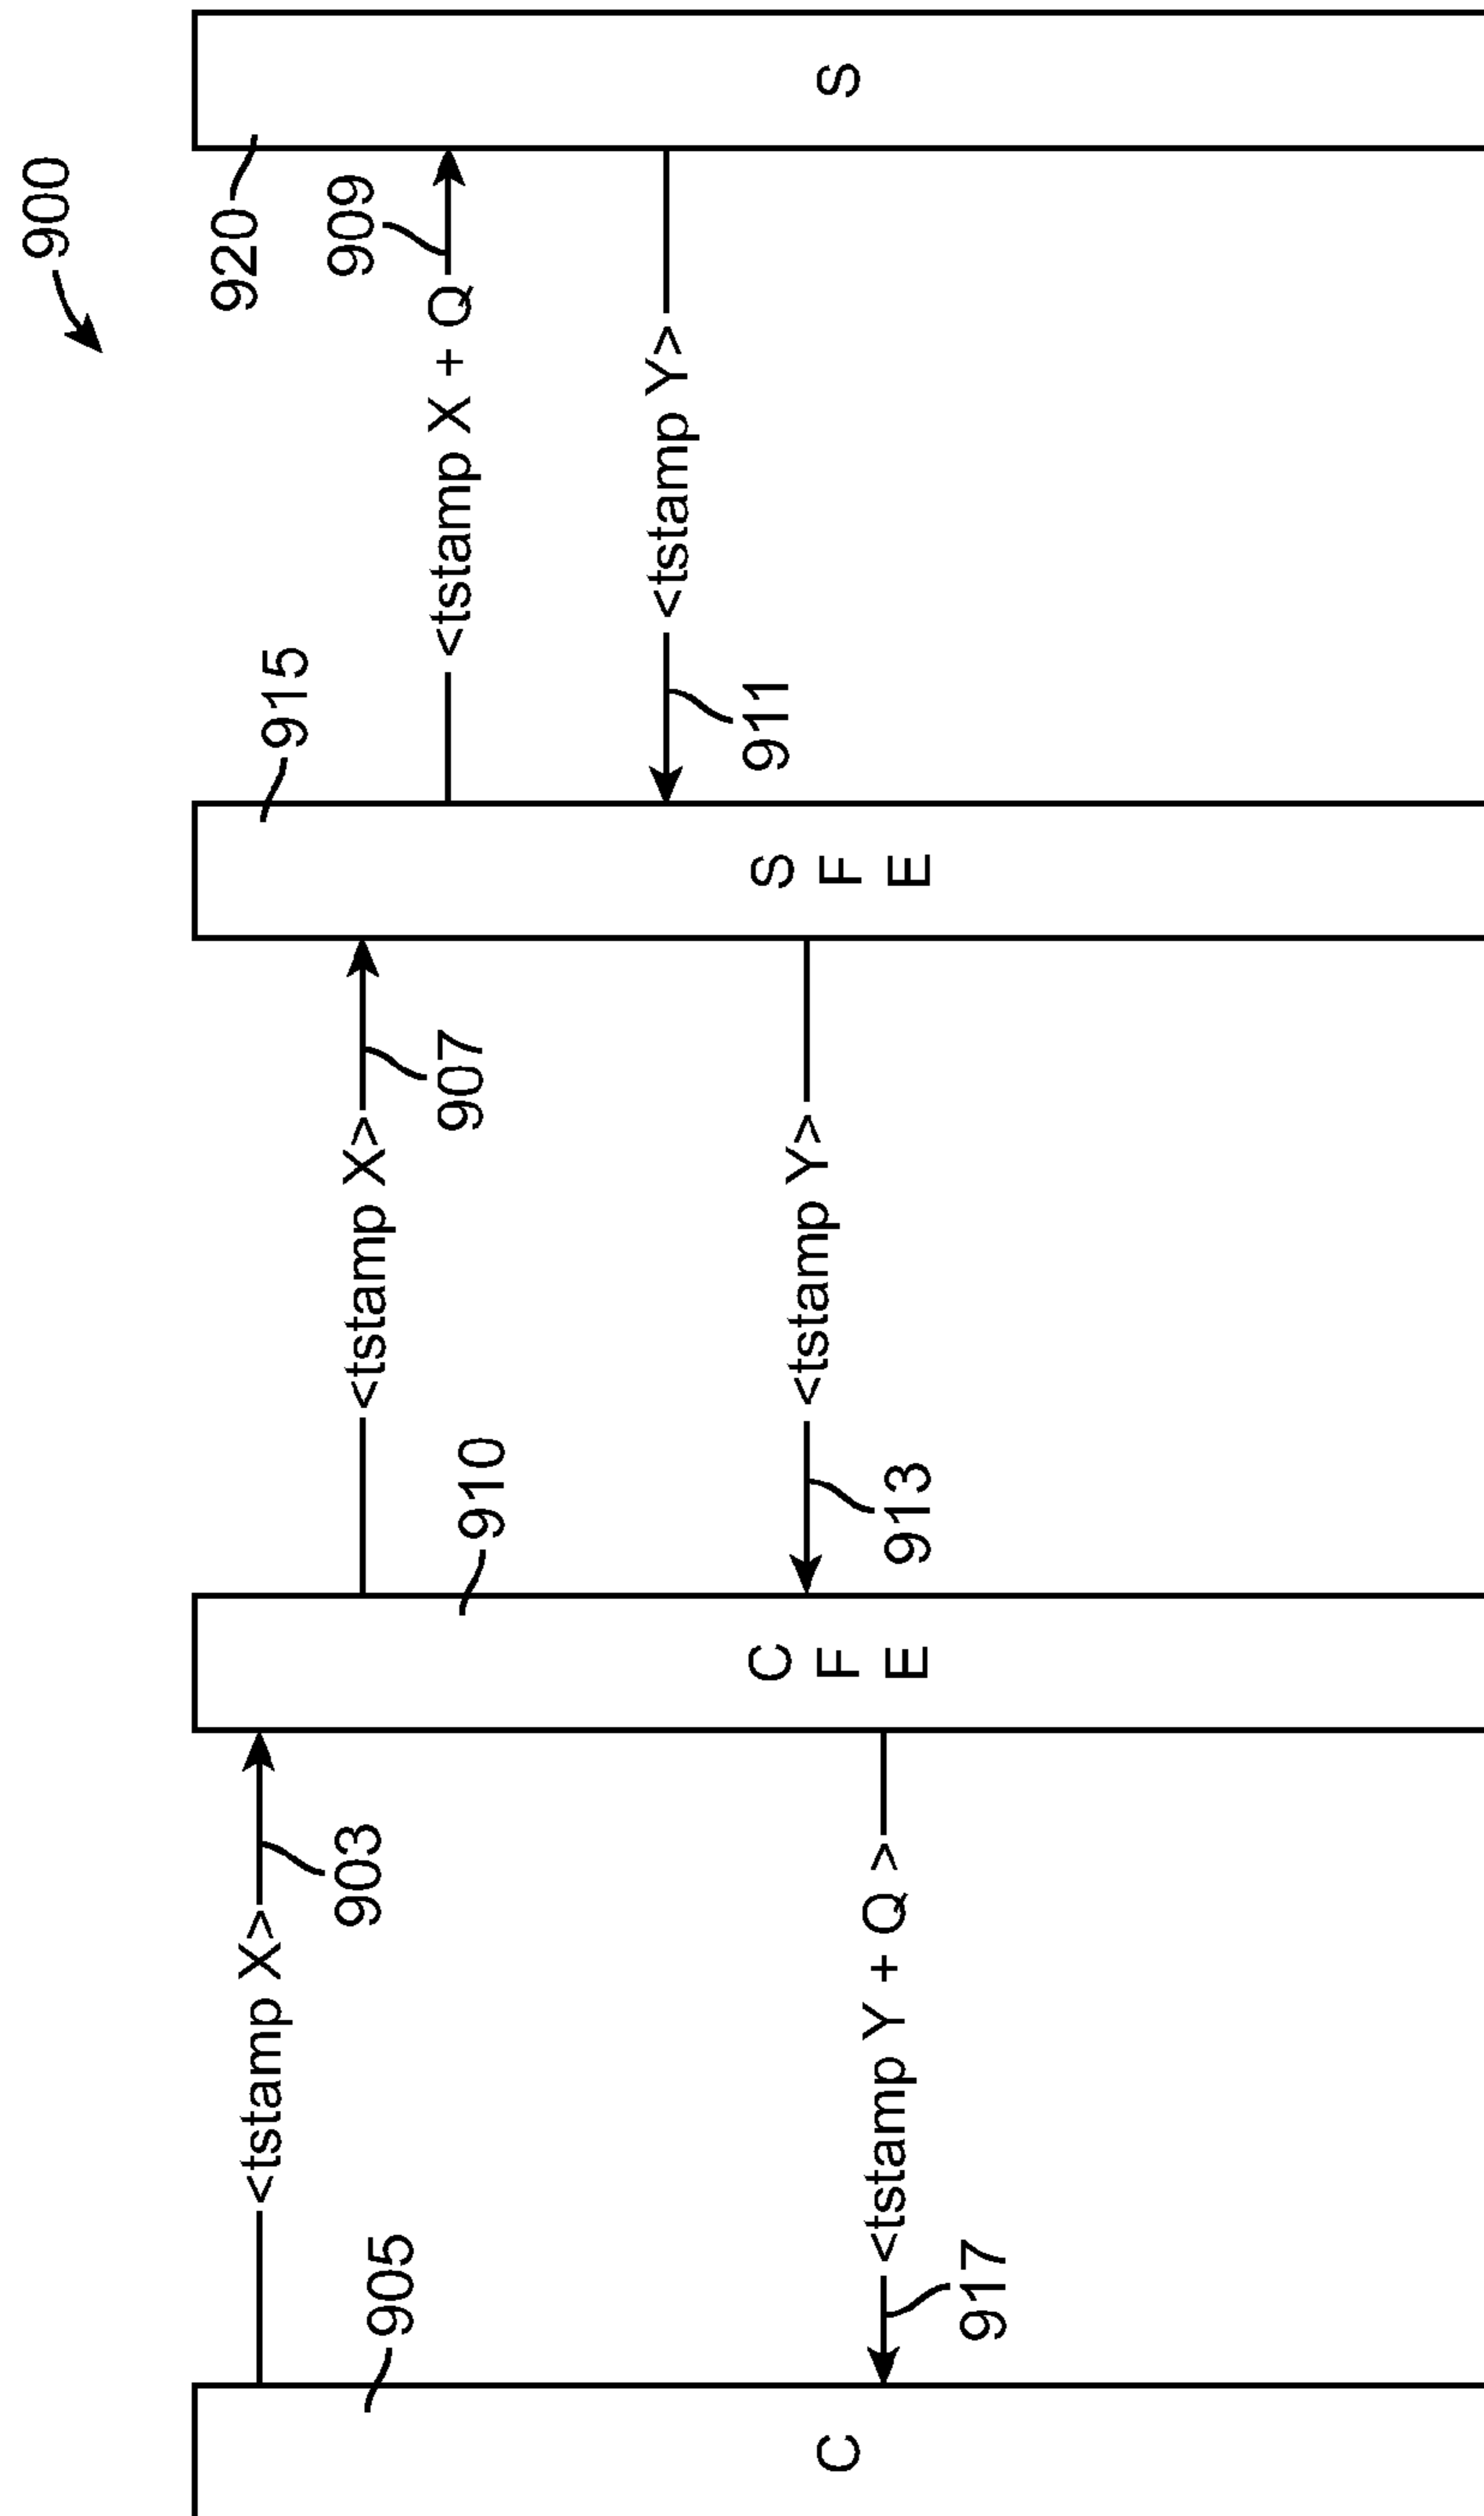 900
920
<tstamp X>
915
903
909
<tstamp X>
905
907
<tstamp X + Q
910
<tstamp Y>
911
C
C
F
E
<tstamp Y>
S
F
E
S
<tstamp Y + Q >
913
917